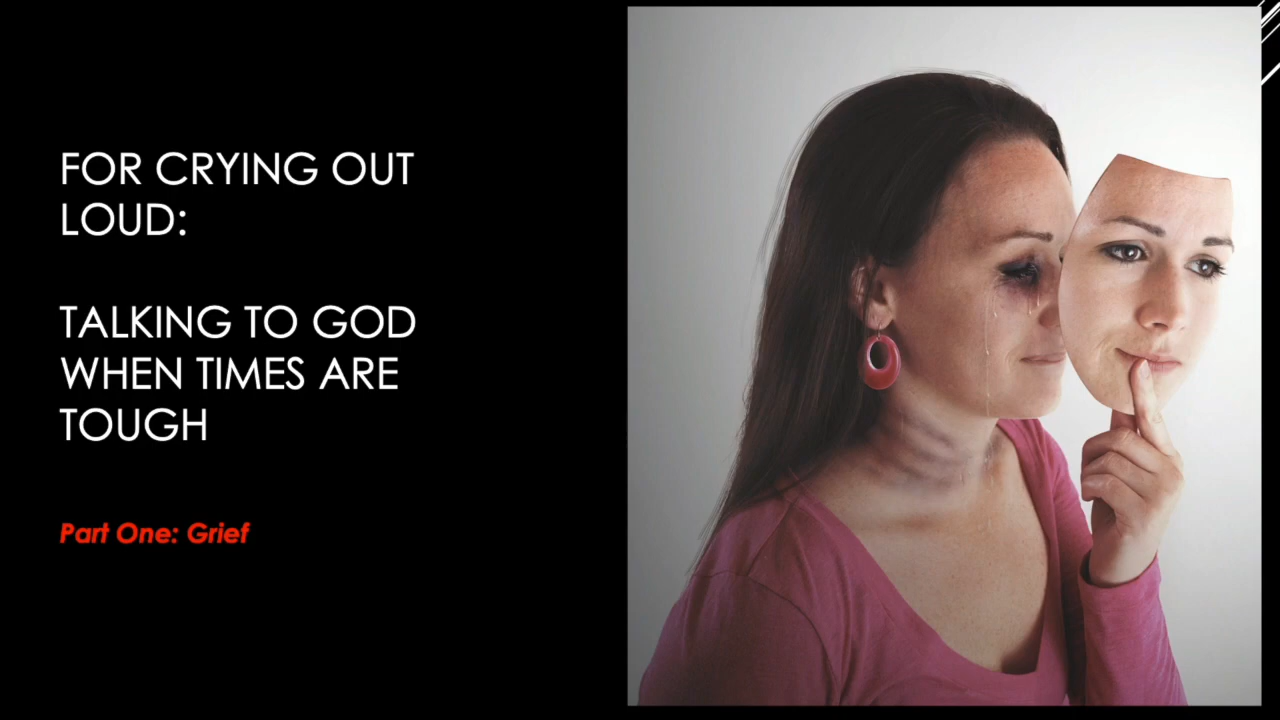 FOR CRYING OUT
LOUD:
TALKING TO GOD
WHEN TIMES ARE
TOUGH
Part One: Grief